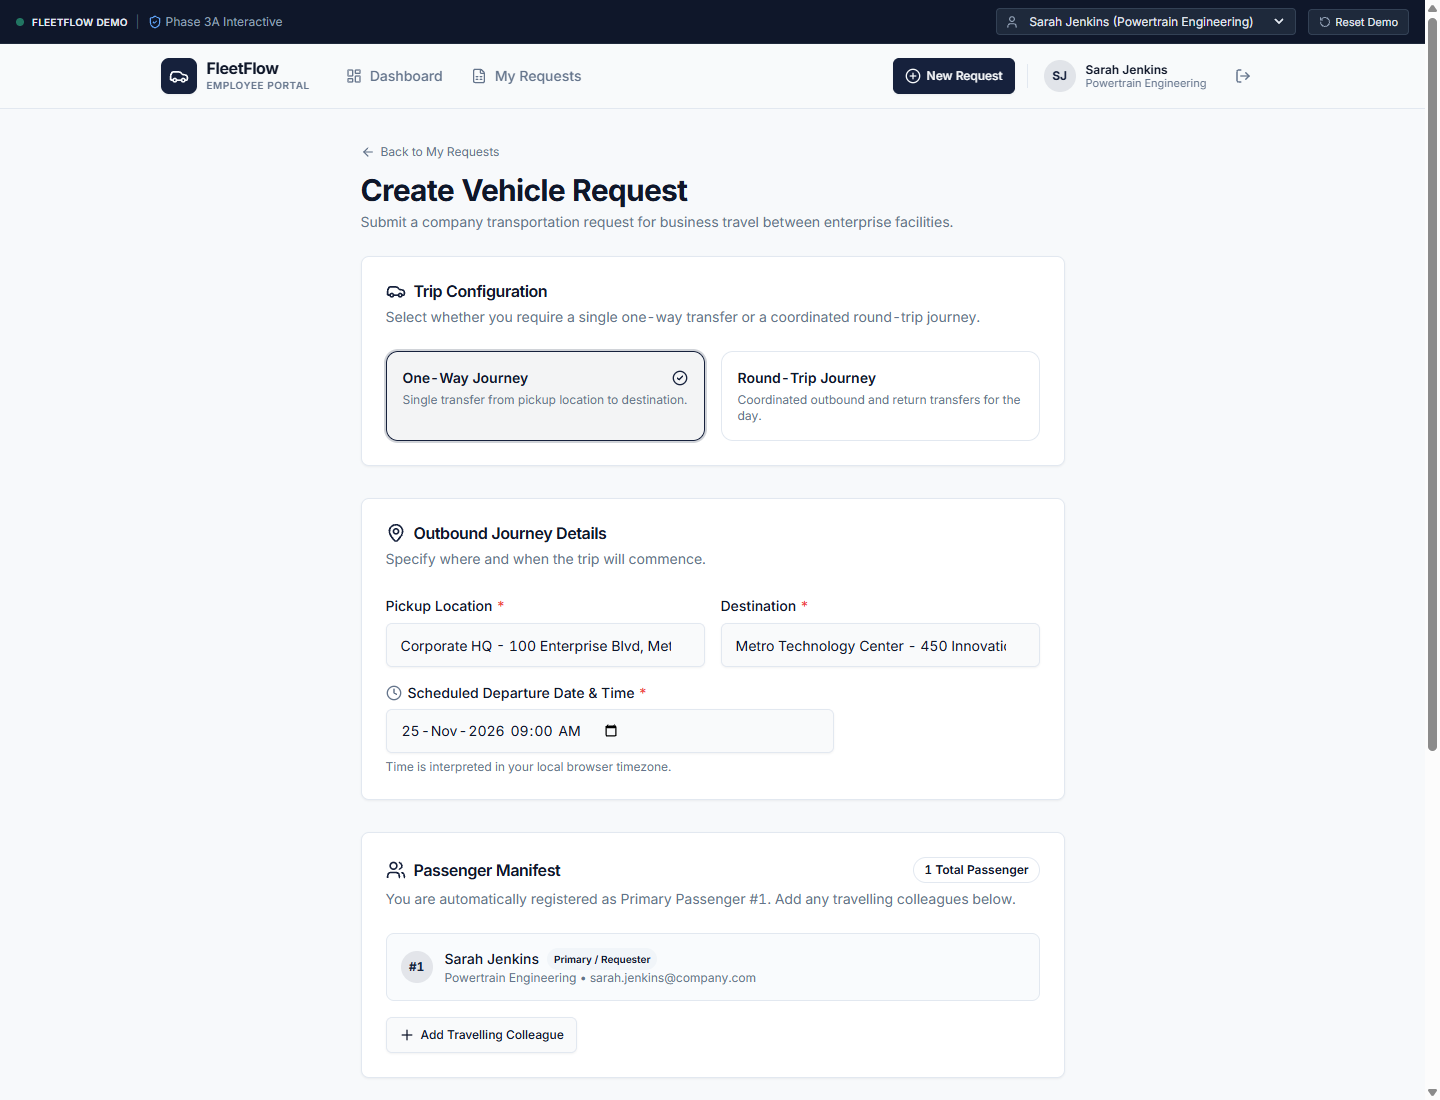 FLEETFLOW DEMO
Phase 3A Interactive
Sarah Jenkins (Powertrain Engineering)
Reset Demo
FleetFlow
EMPLOYEE PORTAL
Dashboard
My Requests
New Request
SJ
Sarah Jenkins
Powertrain Engineering
Back to My Requests
Create Vehicle Request
Submit a company transportation request for business travel between enterprise facilities.
Trip Configuration
Select whether you require a single one-way transfer or a coordinated round-trip journey.
One-Way Journey
Single transfer from pickup location to destination.
Round-Trip Journey
Coordinated outbound and return transfers for the
day.
Outbound Journey Details
Specify where and when the trip will commence.
Pickup Location *
Corporate HQ - 100 Enterprise Blvd,
Destination *
Metro Technology Center - 450
Scheduled Departure Date & Time *
25-Nov-2026 09:00 AM
Time is interpreted in your local browser timezone.
Passenger Manifest
1 Total Passenger
You are automatically registered as Primary Passenger #1. Add any travelling colleagues below.
#1
Sarah Jenkins
Primary / Requester
Powertrain Engineering • sarah.jenkins@company.com
Add Travelling Colleague